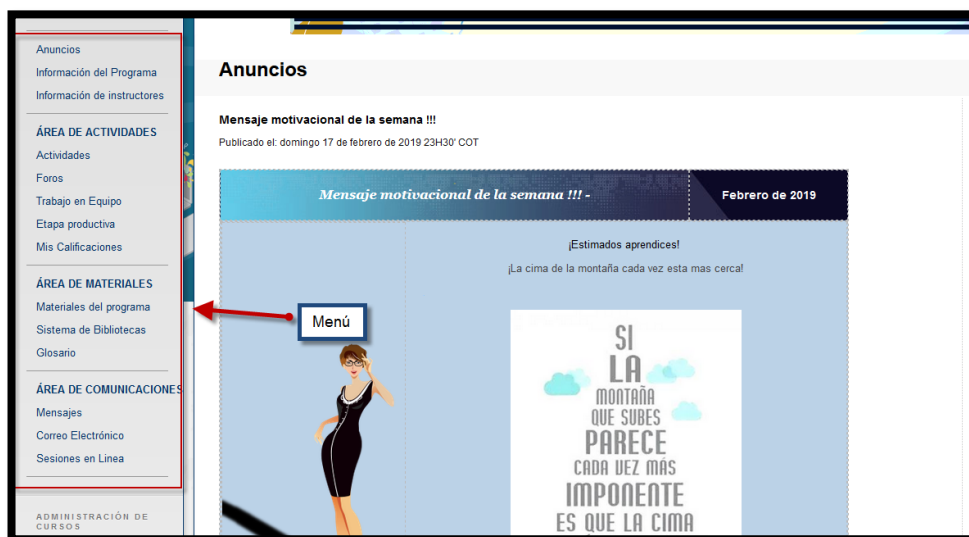 Anuncios
Información del Programa
Información de instructores
ÁREA DE ACTIVIDADES
Actividades
Foros
Trabajo en Equipo
Etapa productiva
Mis Calificaciones
ÁREA DE MATERIALES
Materiales del programa
Sistema de Bibliotecas
Glosario
ÁREA DE COMUNICACIONES
Mensajes
Correo Electrónico
Sesiones en Linea
ADMINISTRACIÓN DE
CURSOS
Menú
Anuncios
Mensaje motivacional de la semana !!!
Publicado el: domingo 17 de febrero de 2019 23H30' COT
Mensaje motivacional de la semana !!! -
Febrero de 2019
¡Estimados aprendices!
¡La cima de la montaña cada vez esta mas cerca!
SI
LA
MONTAÑA
QUE SUBES
PARECE
CADA VEZ MÁS
IMPONENTE
ES QUE LA CIMA